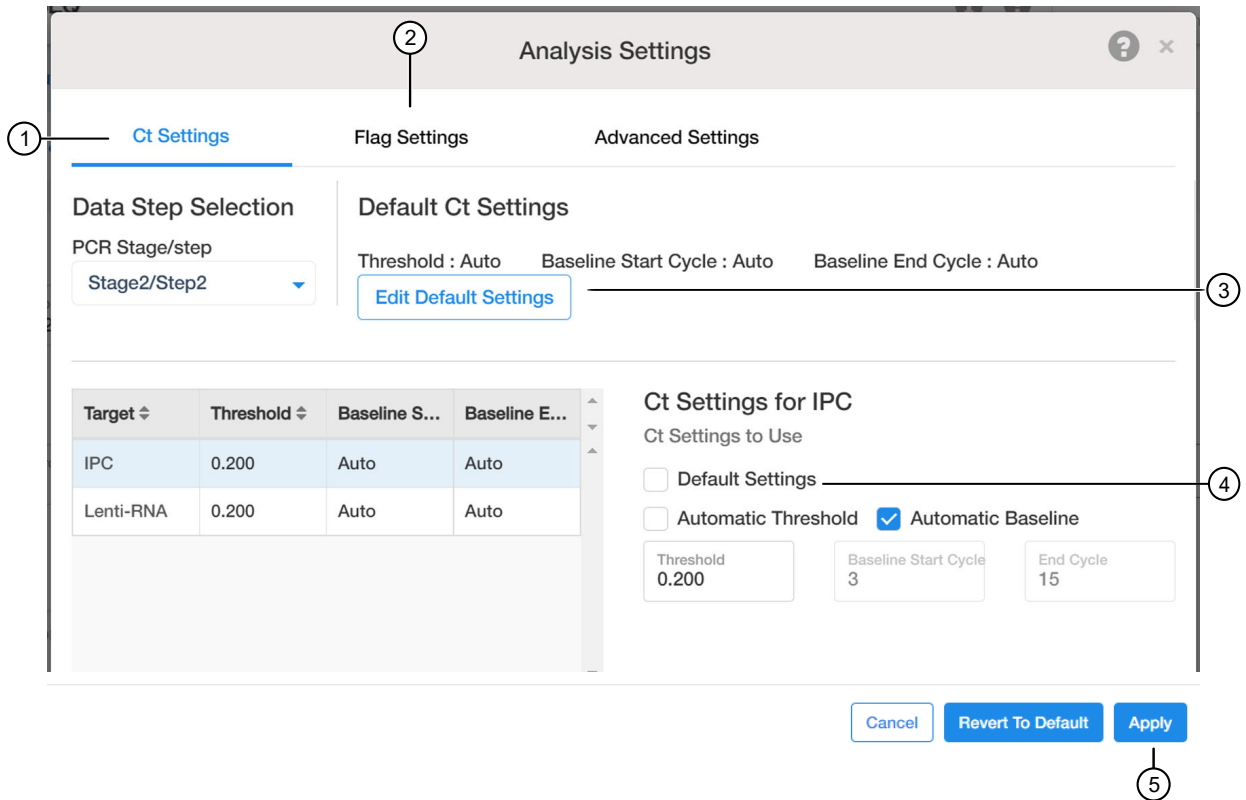 2
Analysis Settings
?
×
1
Ct Settings
Flag Settings
Advanced Settings
Data Step Selection
PCR Stage/step
Stage2/Step2
Default Ct Settings
Threshold : Auto Baseline Start Cycle : Auto Baseline End Cycle : Auto
Edit Default Settings
3
Target Threshold Baseline S... Baseline E...
IPC 0.200 Auto Auto
Lenti-RNA 0.200 Auto Auto
Ct Settings for IPC
Ct Settings to Use
Default Settings
4
Automatic Threshold Automatic Baseline
Threshold
0.200
Baseline Start Cycle
3
End Cycle
15
Cancel Revert To Default Apply
5